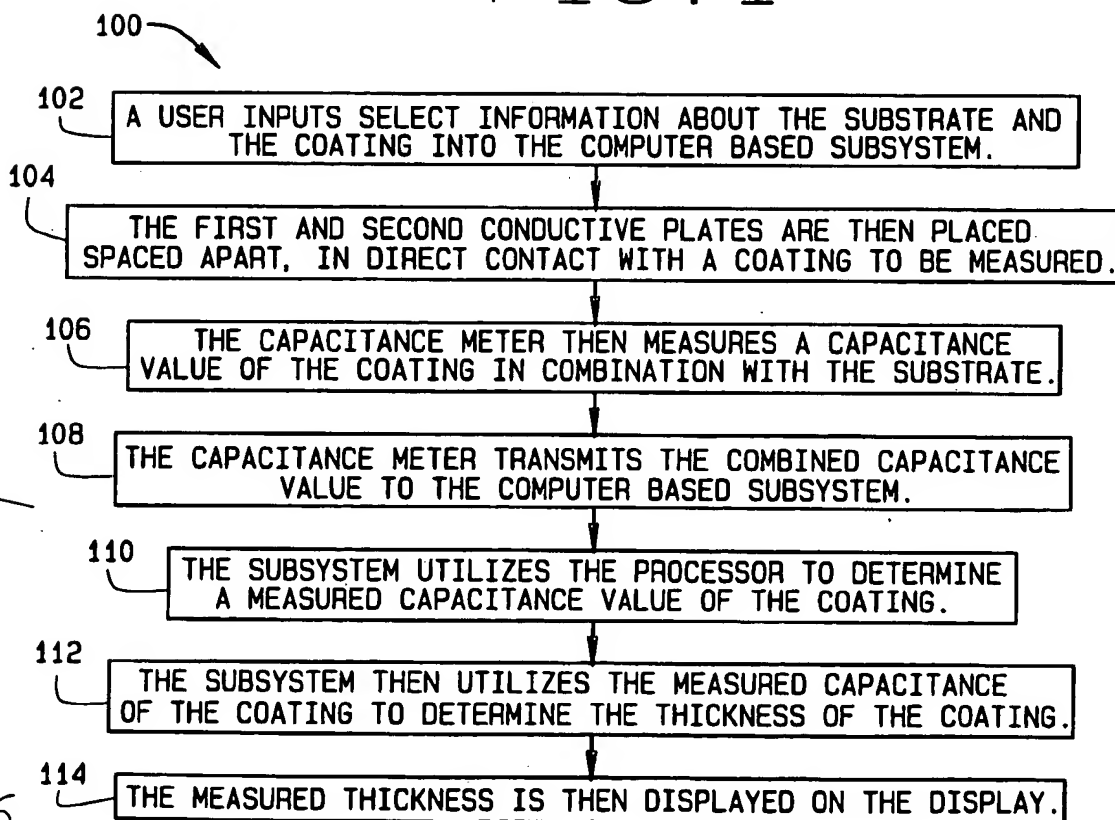 100
102
A USER INPUTS SELECT INFORMATION ABOUT THE SUBSTRATE AND
THE COATING INTO THE COMPUTER BASED SUBSYSTEM.
104
THE FIRST AND SECOND CONDUCTIVE PLATES ARE THEN PLACED
SPACED APART, IN DIRECT CONTACT WITH A COATING TO BE MEASURED.
106
THE CAPACITANCE METER THEN MEASURES A CAPACITANCE
VALUE OF THE COATING IN COMBINATION WITH THE SUBSTRATE.
108
THE CAPACITANCE METER TRANSMITS THE COMBINED CAPACITANCE
VALUE TO THE COMPUTER BASED SUBSYSTEM.
110
THE SUBSYSTEM UTILIZES THE PROCESSOR TO DETERMINE
A MEASURED CAPACITANCE VALUE OF THE COATING.
112
THE SUBSYSTEM THEN UTILIZES THE MEASURED CAPACITANCE
OF THE COATING TO DETERMINE THE THICKNESS OF THE COATING.
114
THE MEASURED THICKNESS IS THEN DISPLAYED ON THE DISPLAY.